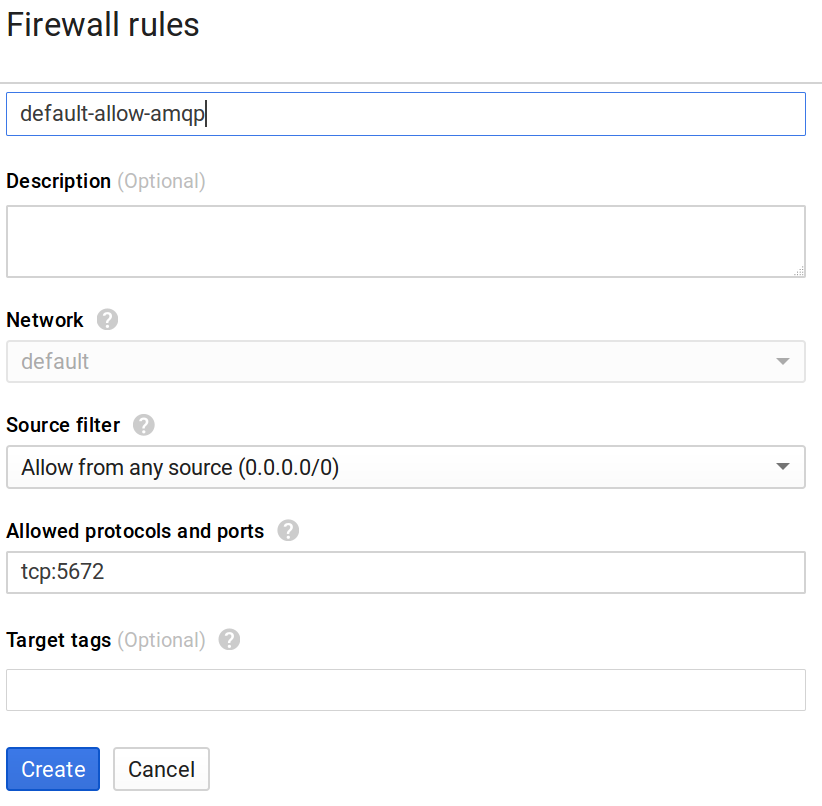 Firewall rules
default-allow-amqp
Description (Optional)
Network ?
default
Source filter ?
Allow from any source (0.0.0.0/0)
Allowed protocols and ports ?
tcp:5672
Target tags (Optional) ?
Create Cancel